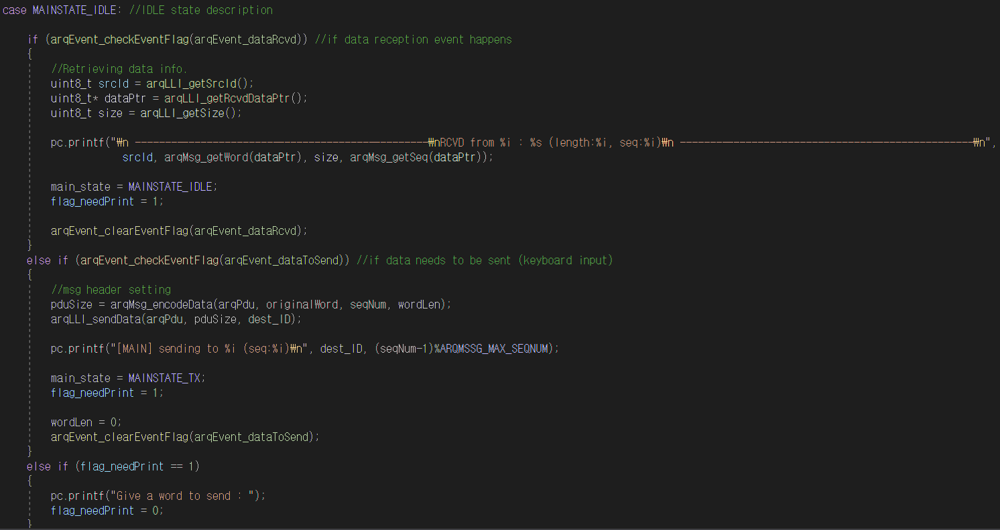 case MAINSTATE_IDLE: //IDLE state description
if (arqEvent_checkEventFlag(arqEvent_dataRcvd)) //if data reception event happens
{
//Retrieving data info.
uint8_t srcId = arqLLI_getSrcId();
uint8_t* dataPtr = arqLLI_getRcvdDataPtr();
uint8_t size = arqLLI_getSize();
pc.printf("₩n -------------------------------------------------₩nRCVD from %i : %s (length:%i, seq:%i)₩n -------------------------------------------------₩n",
srcId, arqMsg_getWord(dataPtr), size, arqMsg_getSeq(dataPtr));
main_state = MAINSTATE_IDLE;
flag_needPrint = 1;
arqEvent_clearEventFlag(arqEvent_dataRcvd);
}
else if (arqEvent_checkEventFlag(arqEvent_dataToSend)) //if data needs to be sent (keyboard input)
{
//msg header setting
pduSize = arqMsg_encodeData(arqPdu, originalWord, seqNum, wordLen);
arqLLI_sendData(arqPdu, pduSize, dest_ID);
pc.printf("[MAIN] sending to %i (seq:%i)₩n", dest_ID, (seqNum-1)%ARQMSSG_MAX_SEQNUM);
main_state = MAINSTATE_TX;
flag_needPrint = 1;
wordLen = 0;
arqEvent_clearEventFlag(arqEvent_dataToSend);
}
else if (flag_needPrint == 1)
{
pc.printf("Give a word to send : ");
flag_needPrint = 0;
}